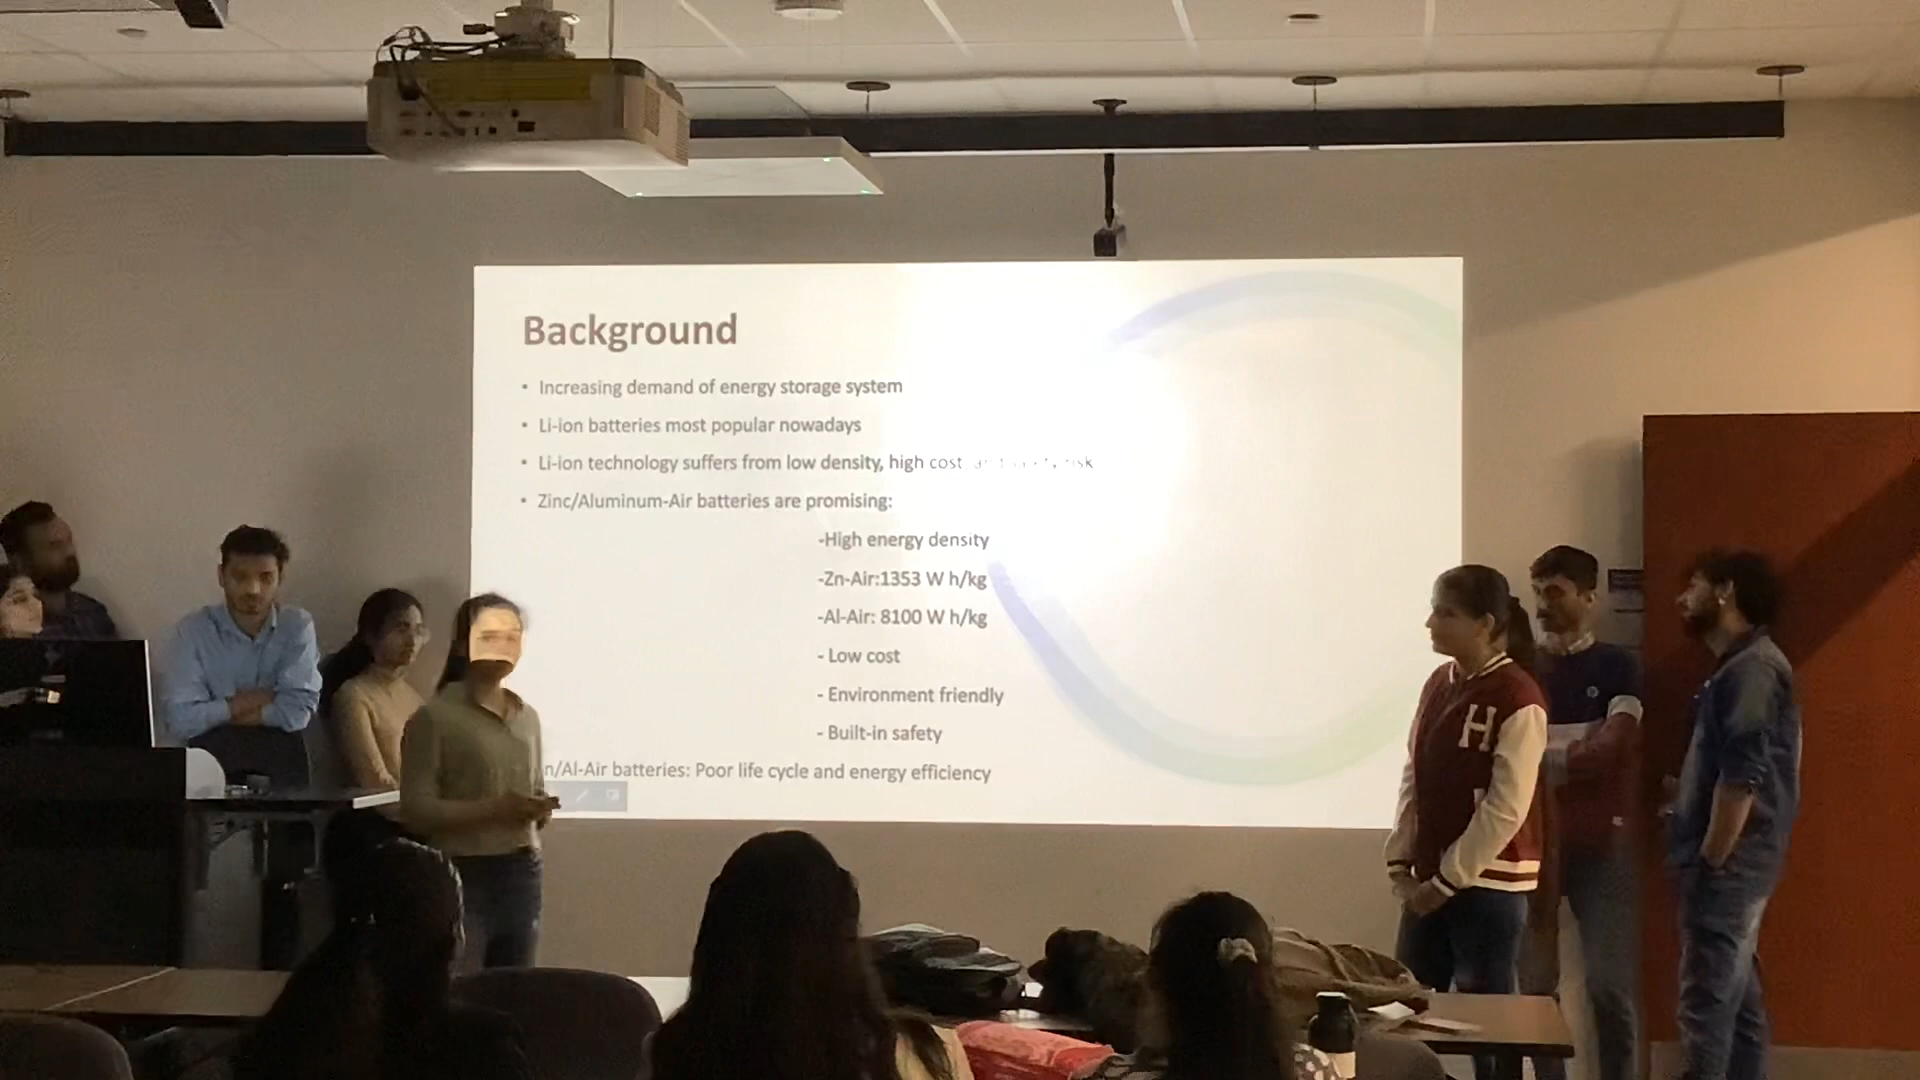 Background
• Increasing demand of energy storage system
• Li-ion batteries most popular nowadays
• Li-ion technology suffers from low density, high cost risk
• Zinc/Aluminum-Air batteries are promising:
-High energy density
-Zn-Air:1353 W h/kg
-Al-Air: 8100 W h/kg
- Low cost
- Environment friendly
- Built-in safety
n/Al-Air batteries: Poor life cycle and energy efficiency
H